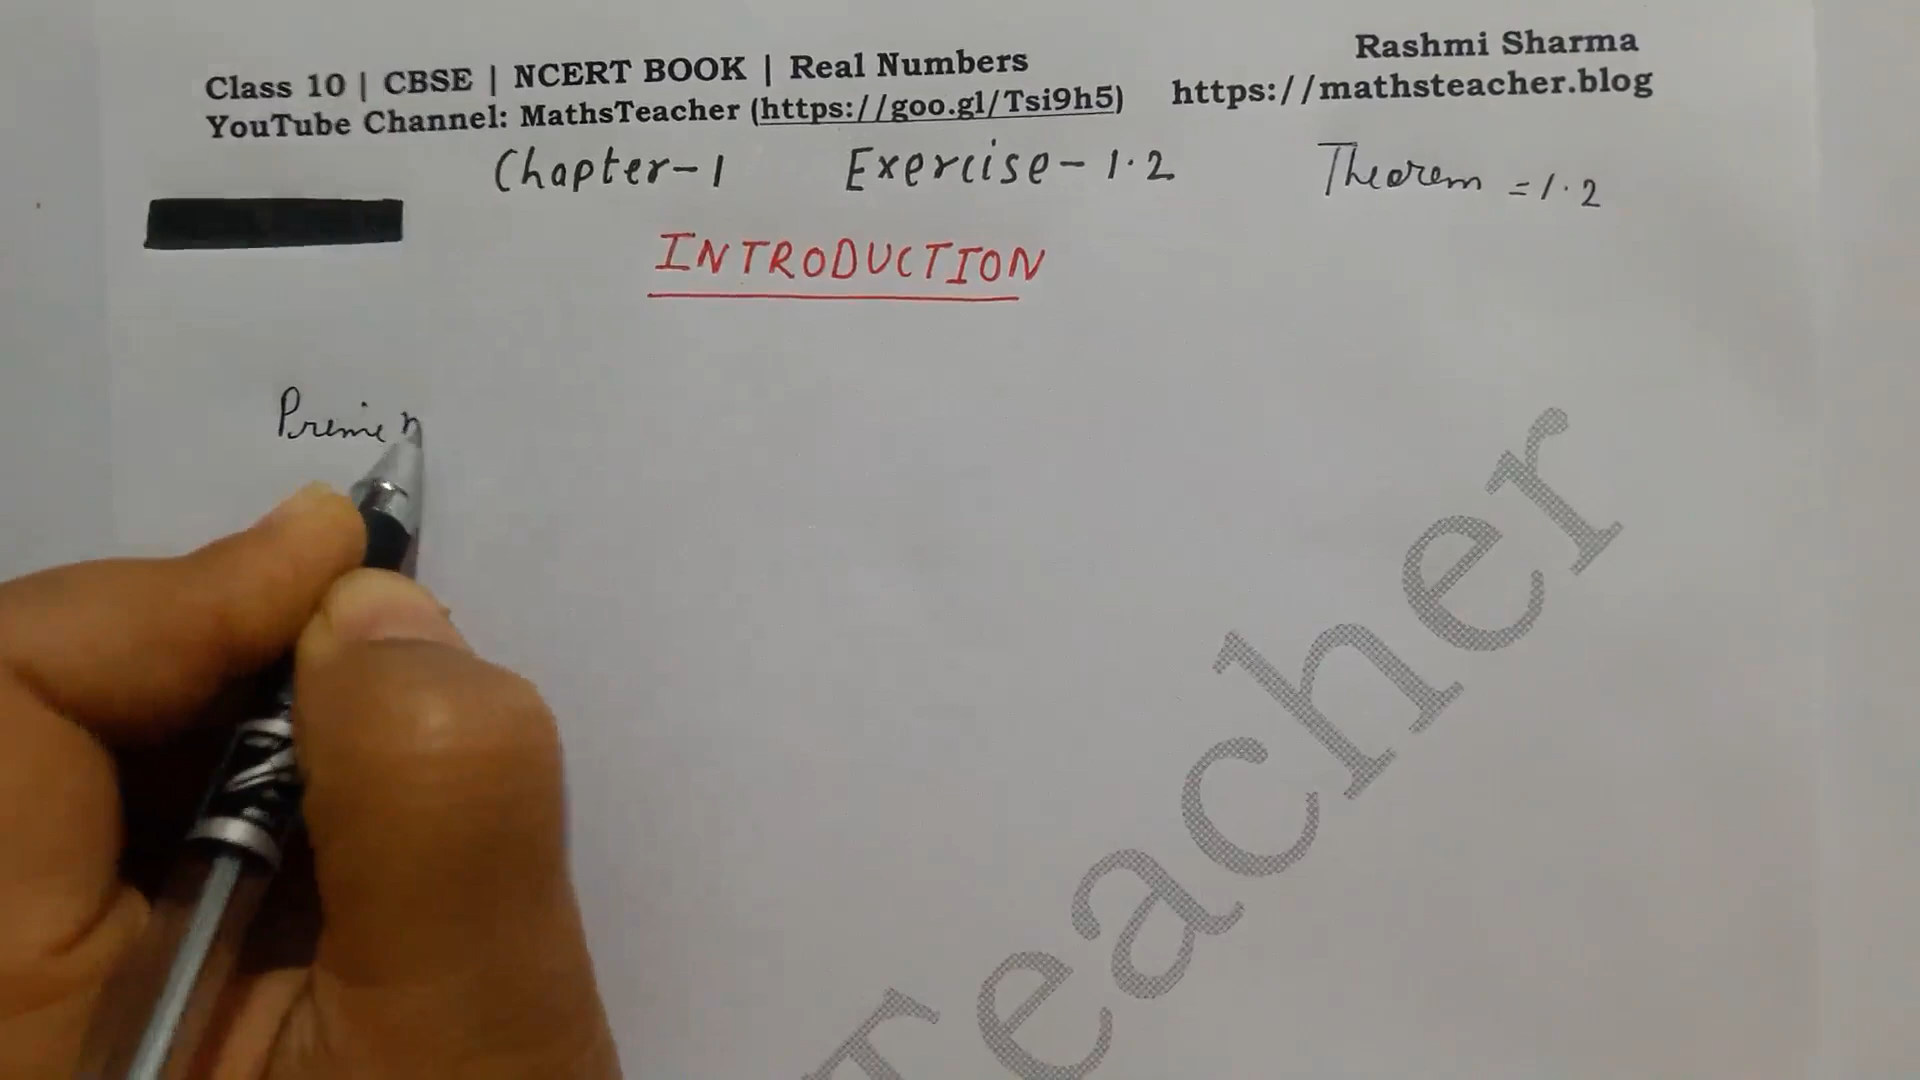 Class 10 | CBSE | NCERT BOOK | Real Numbers
Rashmi Sharma
YouTube Channel: MathsTeacher (https://goo.gl/Tsi9h5)
https://mathsteacher.blog
Chapter-1 Exercise-1.2 Theorem = 1.2
INTRODUCTION
Preime n
Teacher